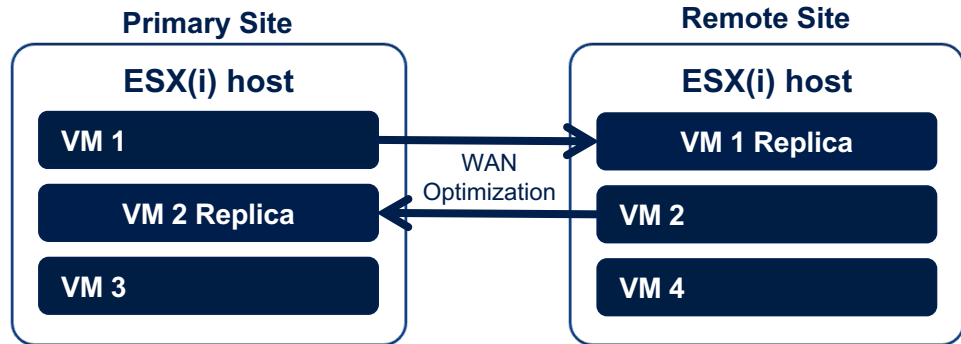 Primary Site
ESX(i) host
VM 1
VM 2 Replica
VM 3
WAN
Optimization
Remote Site
ESX(i) host
VM 1 Replica
VM 2
VM 4